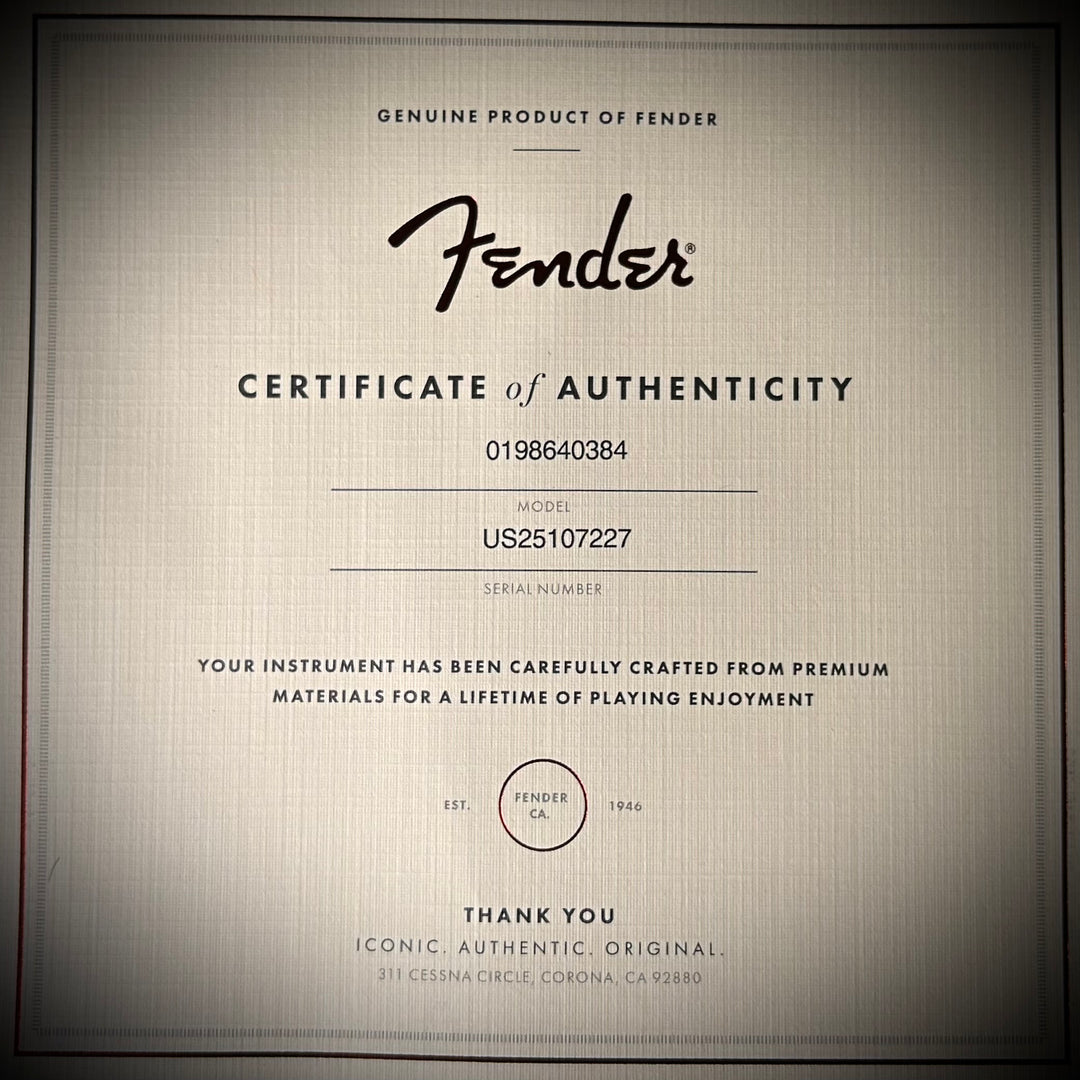 GENUINE PRODUCT OF FENDER
Fender®
CERTIFICATE of AUTHENTICITY
0198640384
MODEL
US25107227
SERIAL NUMBER
YOUR INSTRUMENT HAS BEEN CAREFULLY CRAFTED FROM PREMIUM
MATERIALS FOR A LIFETIME OF PLAYING ENJOYMENT
EST. FENDER 1946
CA.
THANK YOU
ICONIC. AUTHENTIC. ORIGINAL.
311 CESSNA CIRCLE, CORONA, CA 92880